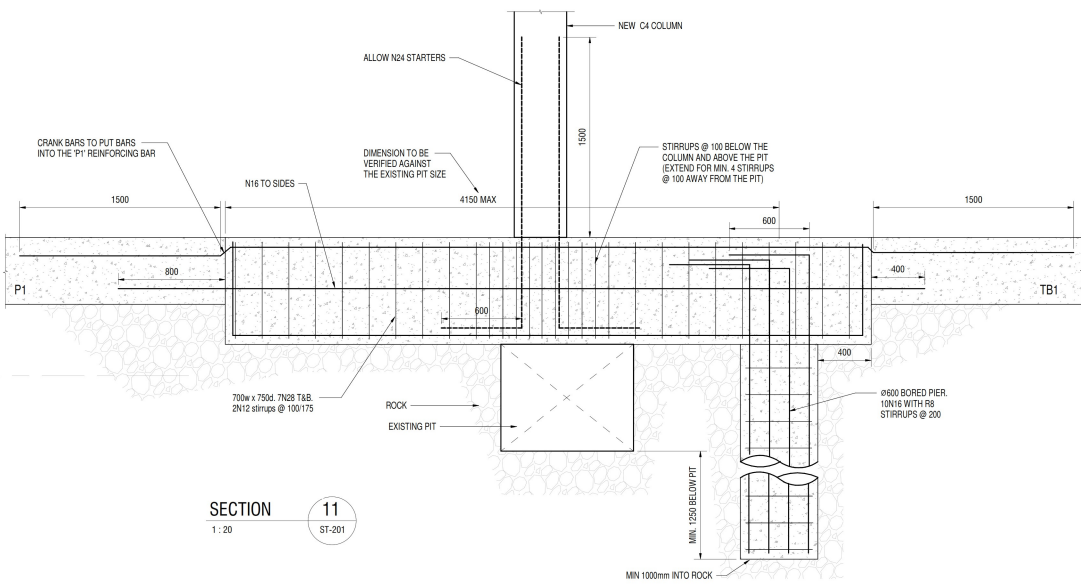 NEW C4 COLUMN
ALLOW N24 STARTERS
1500
CRANK BARS TO PUT BARS
INTO THE 'P1' REINFORCING BAR
DIMENSION TO BE
VERIFIED AGAINST
THE EXISTING PIT SIZE
STIRRUPS @ 100 BELOW THE
COLUMN AND ABOVE THE PIT
(EXTEND FOR MIN. 4 STIRRUPS
@ 100 AWAY FROM THE PIT)
N16 TO SIDES
1500
4150 MAX
1500
600
800
400
P1
TB1
600
400
700w x 750d. 7N28 T&B.
2N12 stirrups @ 100/175
ROCK
EXISTING PIT
Ø600 BORED PIER.
10N16 WITH R8
STIRRUPS @ 200
MIN. 1250 BELOW PIT
SECTION
11
1 : 20
ST-201
MIN 1000mm INTO ROCK